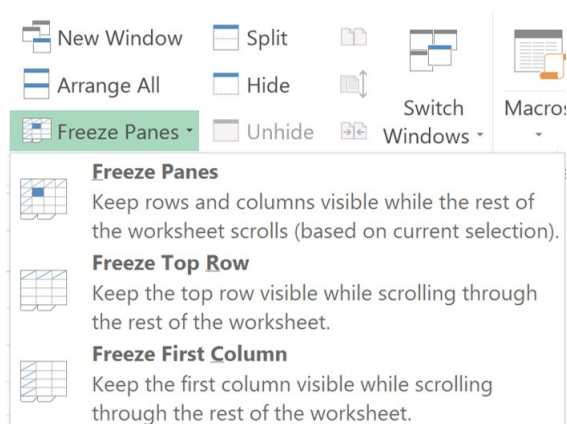 New Window Split
Arrange All Hide
Switch Macros
Freeze Panes Unhide Windows
Freeze Panes
Keep rows and columns visible while the rest of
the worksheet scrolls (based on current selection).
Freeze Top Row
Keep the top row visible while scrolling through
the rest of the worksheet.
Freeze First Column
Keep the first column visible while scrolling
through the rest of the worksheet.